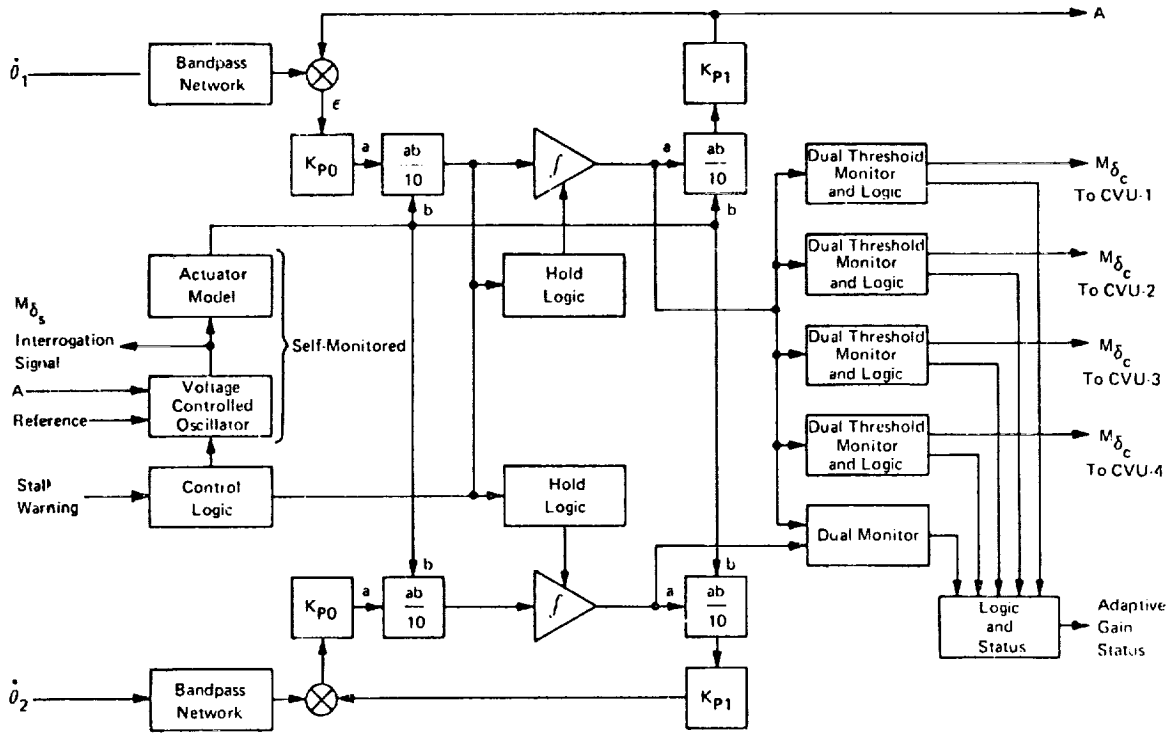 A
θ̇1
Bandpass
Network
ε
KP0
a
ab
10
b
∫
a
ab
10
b
KP1
Dual Threshold
Monitor
and Logic
Mδc
To CVU-1
Actuator
Model
Hold
Logic
Dual Threshold
Monitor
and Logic
Mδc
To CVU-2
Mδs
Interrogation
Signal
Self-Monitored
A
Reference
Voltage
Controlled
Oscillator
Dual Threshold
Monitor
and Logic
Mδc
To CVU-3
Stall
Warning
Control
Logic
Hold
Logic
Dual Threshold
Monitor
and Logic
Mδc
To CVU-4
Dual Monitor
KP0
a
ab
10
b
∫
a
ab
10
b
Logic
and
Status
Adaptive
Gain
Status
θ̇2
Bandpass
Network
KP1